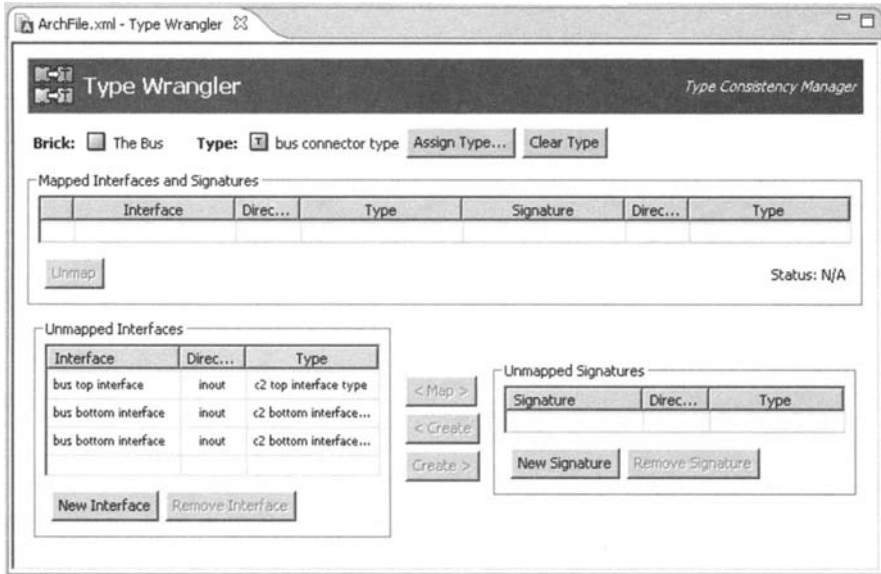 ArchFile.xml - Type Wrangler
Type Wrangler
Type Consistency Manager
Brick: The Bus Type: T bus connector type Assign Type... Clear Type
Mapped Interfaces and Signatures
Interface Direc... Type Signature Direc... Type
Unmap
Status: N/A
Unmapped Interfaces
Interface Direc... Type
bus top interface inout c2 top interface type
bus bottom interface inout c2 bottom interface...
bus bottom interface inout c2 bottom interface...
New Interface Remove Interface
< Map >
< Create
Create >
Unmapped Signatures
Signature Direc... Type
New Signature Remove Signature